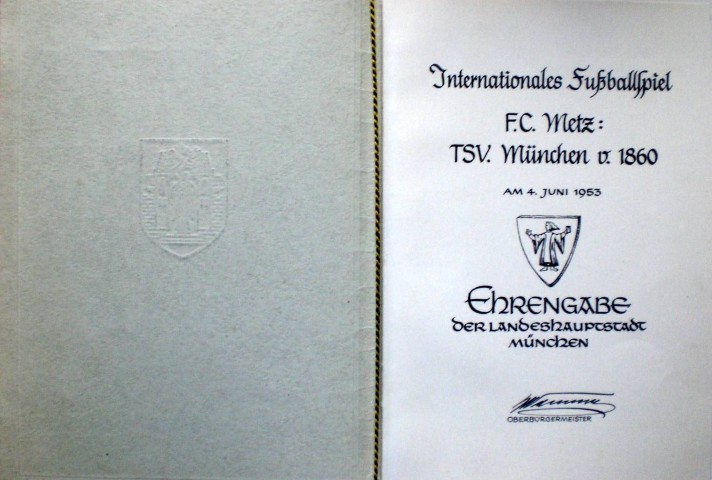 Internationales Fußballspiel
F.C. Metz:
TSV. München v. 1860
AM 4. JUNI 1953
EHRENGABE
DER LANDESHAUPTSTADT
MÜNCHEN
OBERBÜRGERMEISTER